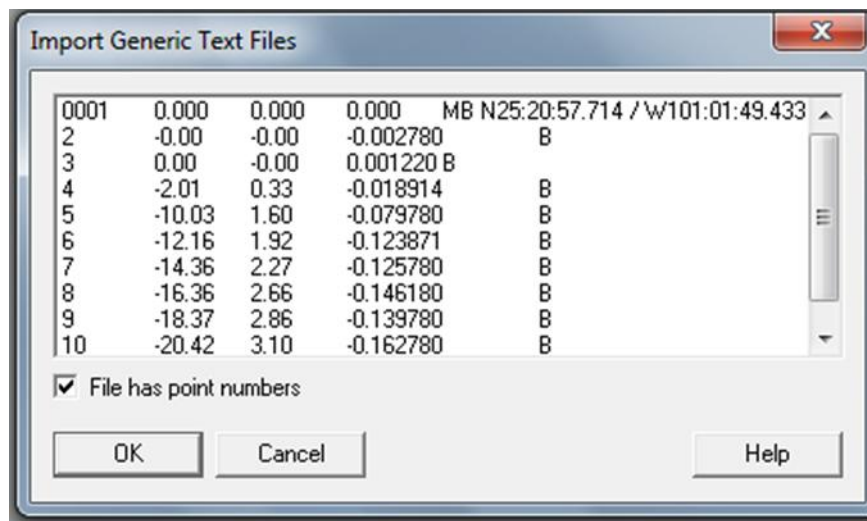 Import Generic Text Files
0001 0.000 0.000 0.000 MB N25:20:57.714 / W101:01:49.433
2 -0.00 -0.00 -0.002780 B
3 0.00 -0.00 0.001220 B
4 -2.01 0.33 -0.018914 B
5 -10.03 1.60 -0.079780 B
6 -12.16 1.92 -0.123871 B
7 -14.36 2.27 -0.125780 B
8 -16.36 2.66 -0.146180 B
9 -18.37 2.86 -0.139780 B
10 -20.42 3.10 -0.162780 B
File has point numbers
OK Cancel Help